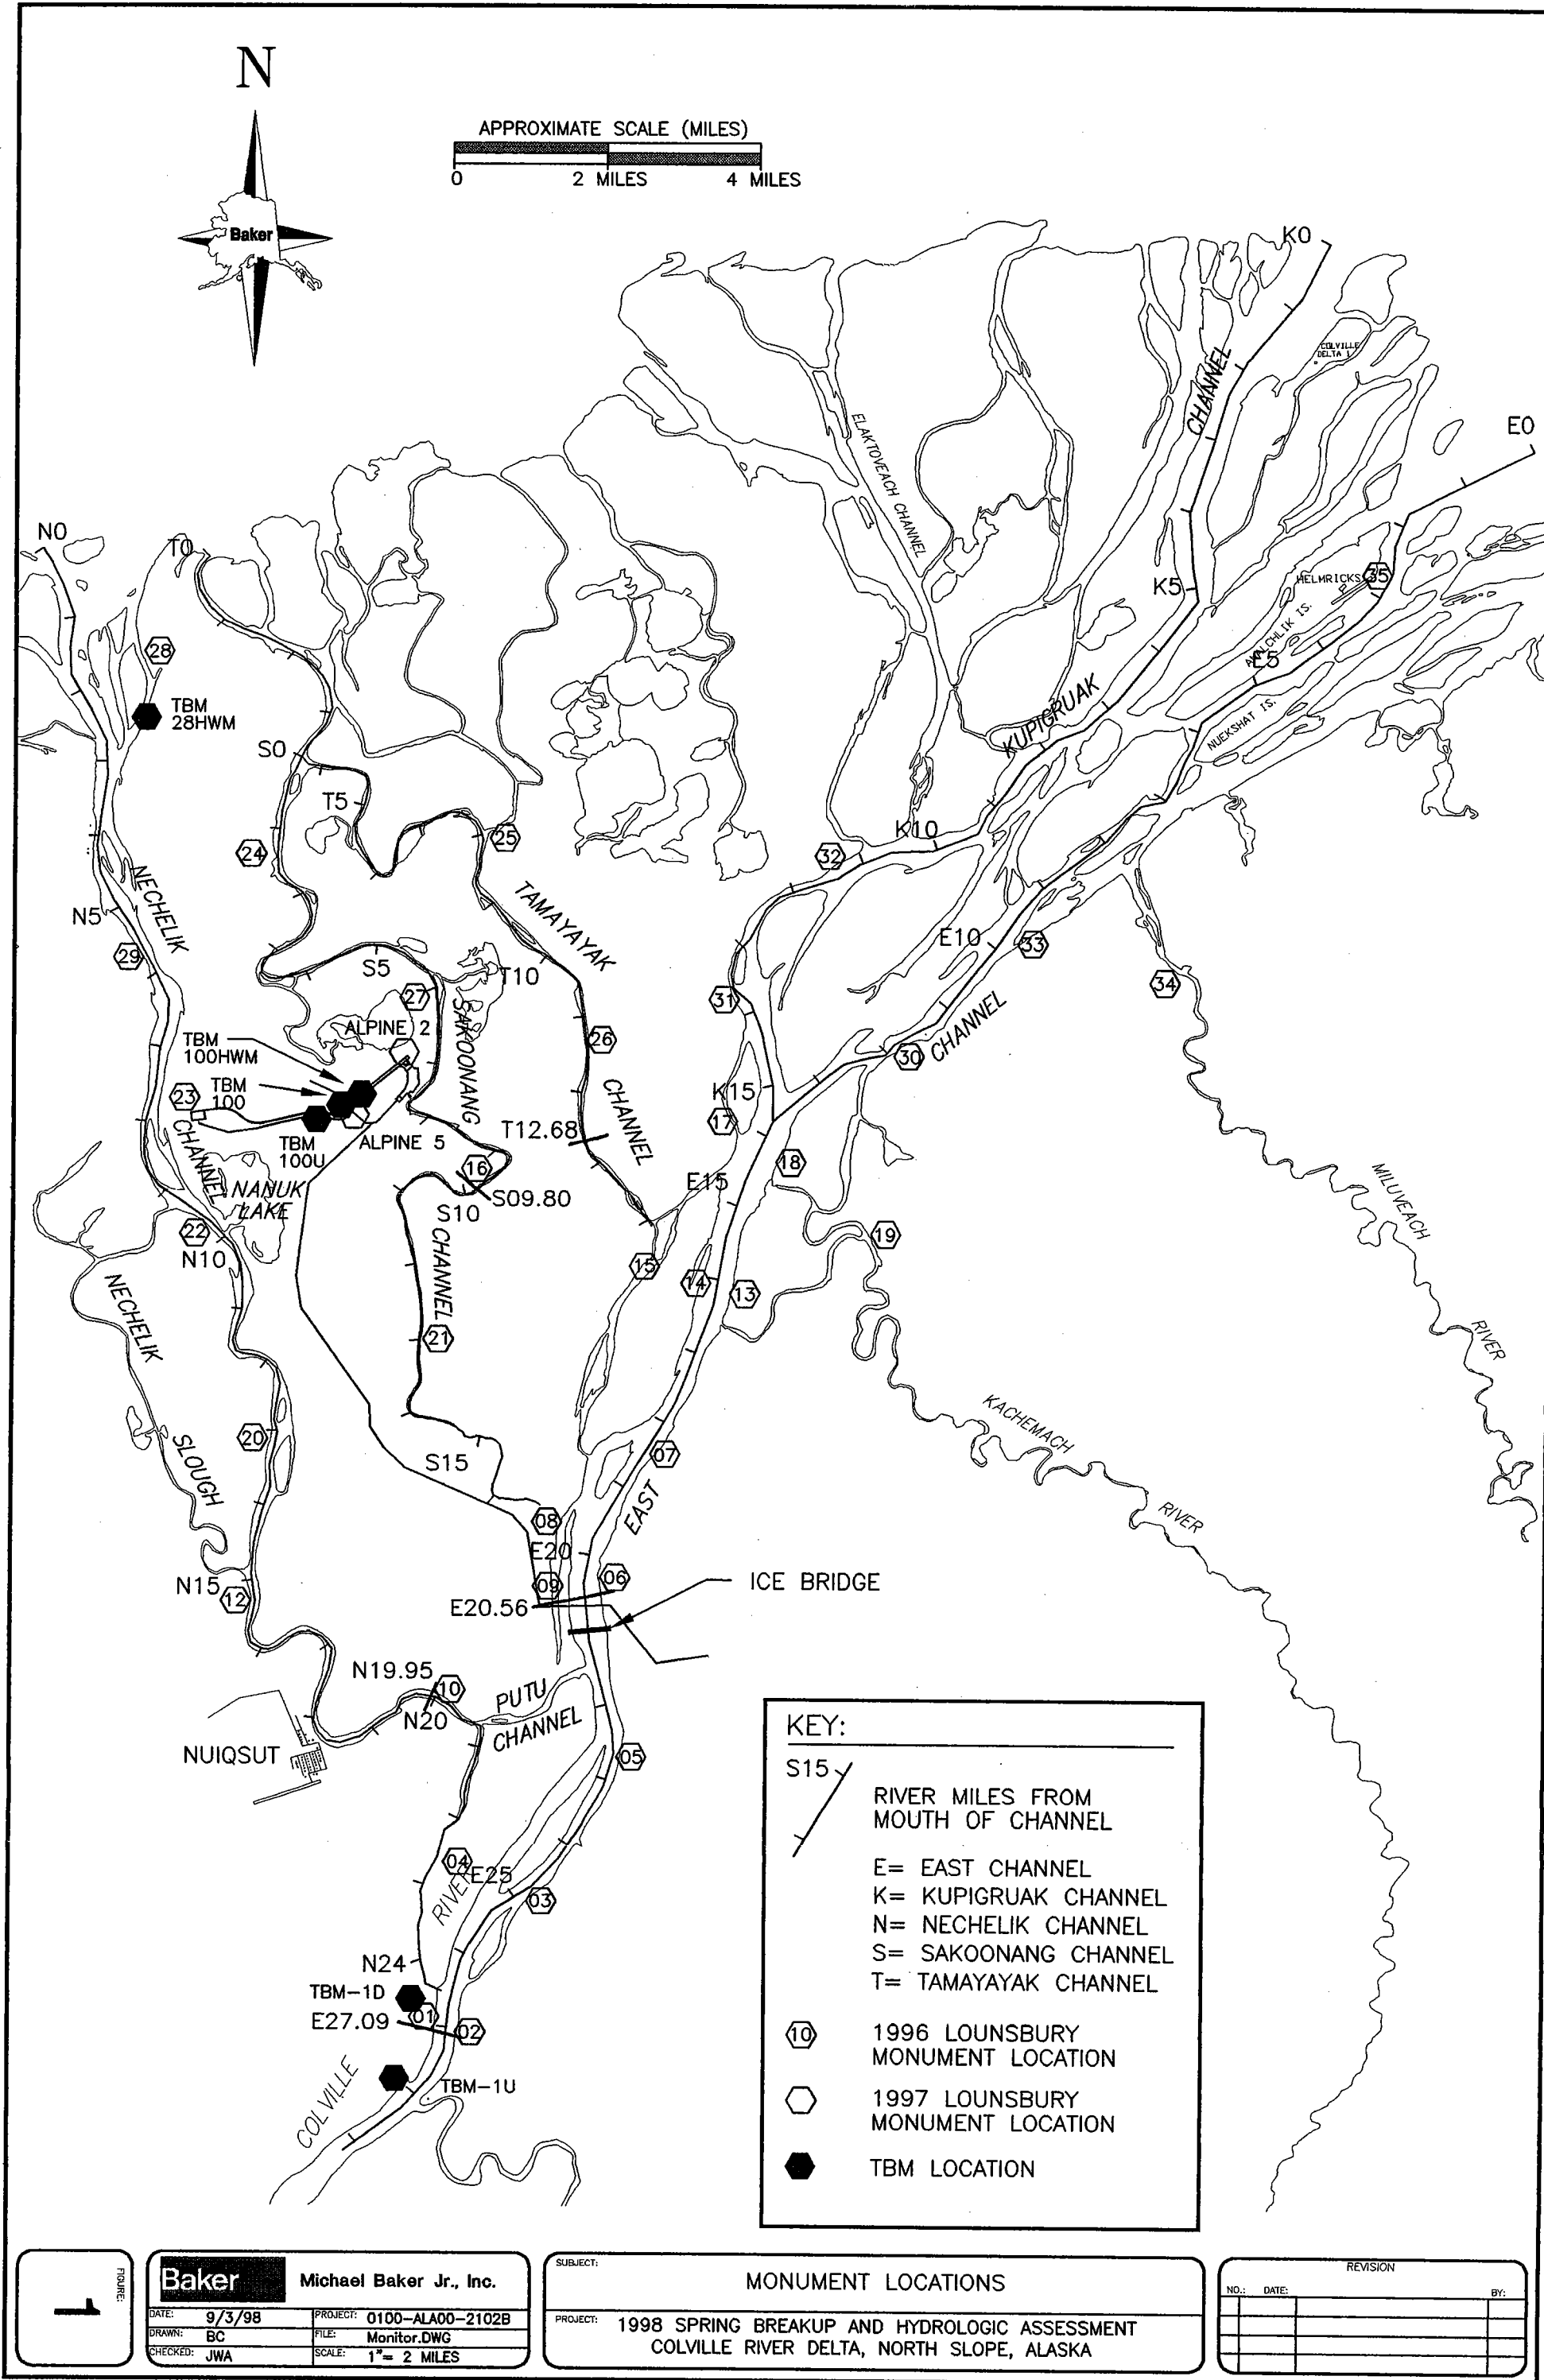 N
Baker
APPROXIMATE SCALE (MILES)
0 2 MILES 4 MILES
K0
COLVILLE
DELTA 1
CHANNEL
E0
ELAKTOVEACH CHANNEL
N0
T0
K5
HELMRICKS
35
ANACHLIK IS.
E5
28
TBM
28HWM
KUPIGRUAK
NUEKSHAT IS.
S0
T5
25
24
K10
32
NECHELIK
N5
TAMAYAYAK
29
E10
33
S5
T10
34
27
31
SAKOONANG
ALPINE 2
TBM
100HWM
26
30
CHANNEL
TBM
100
23
K15
17
CHANNEL
CHANNEL
T12.68
TBM
100U
ALPINE 5
16
18
NANUK
LAKE
S09.80
E15
S10
MILUVEACH
22
N10
19
CHANNEL
15
14
13
NECHELIK
21
RIVER
20
SLOUGH
S15
07
KACHEMACH
EAST
RIVER
08
E20
N15
12
09
06
ICE BRIDGE
E20.56
N19.95
10
PUTU
CHANNEL
N20
NUIQSUT
05
04
E25
RIVER
03
N24
TBM-1D
01
E27.09
02
TBM-1U
COLVILLE
KEY:
S15
RIVER MILES FROM
MOUTH OF CHANNEL
E= EAST CHANNEL
K= KUPIGRUAK CHANNEL
N= NECHELIK CHANNEL
S= SAKOONANG CHANNEL
T= TAMAYAYAK CHANNEL
10
1996 LOUNSBURY
MONUMENT LOCATION
1997 LOUNSBURY
MONUMENT LOCATION
TBM LOCATION
FIGURE:
1
Baker Michael Baker Jr., Inc.
DATE: 9/3/98 PROJECT: 0100-ALA00-2102B
DRAWN: BC FILE: Monitor.DWG
CHECKED: JWA SCALE: 1"= 2 MILES
SUBJECT:
MONUMENT LOCATIONS
PROJECT: 1998 SPRING BREAKUP AND HYDROLOGIC ASSESSMENT
COLVILLE RIVER DELTA, NORTH SLOPE, ALASKA
REVISION
NO.: DATE: BY: